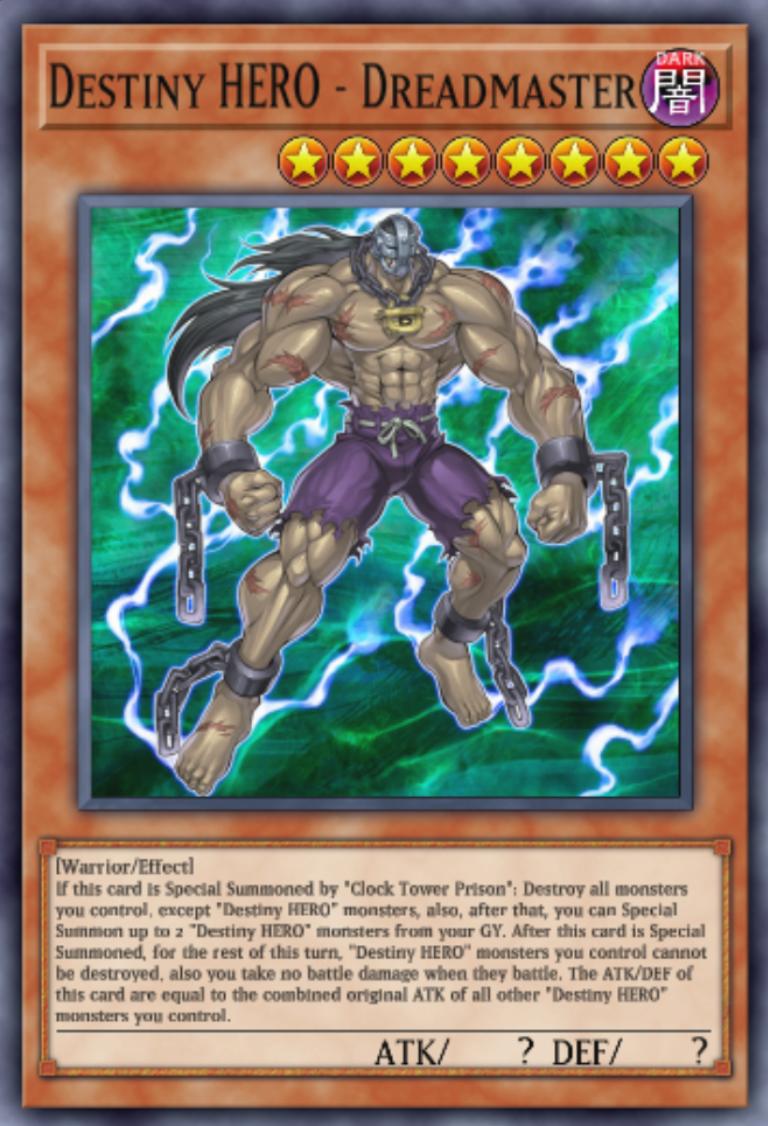 DESTINY HERO - DREADMASTER
DARK
闇
D
[Warrior/Effect]
If this card is Special Summoned by "Clock Tower Prison": Destroy all monsters
you control, except "Destiny HERO" monsters, also, after that, you can Special
Summon up to 2 "Destiny HERO" monsters from your GY. After this card is Special
Summoned, for the rest of this turn, "Destiny HERO" monsters you control cannot
be destroyed, also you take no battle damage when they battle. The ATK/DEF of
this card are equal to the combined original ATK of all other "Destiny HERO"
monsters you control.
ATK/ ? DEF/ ?